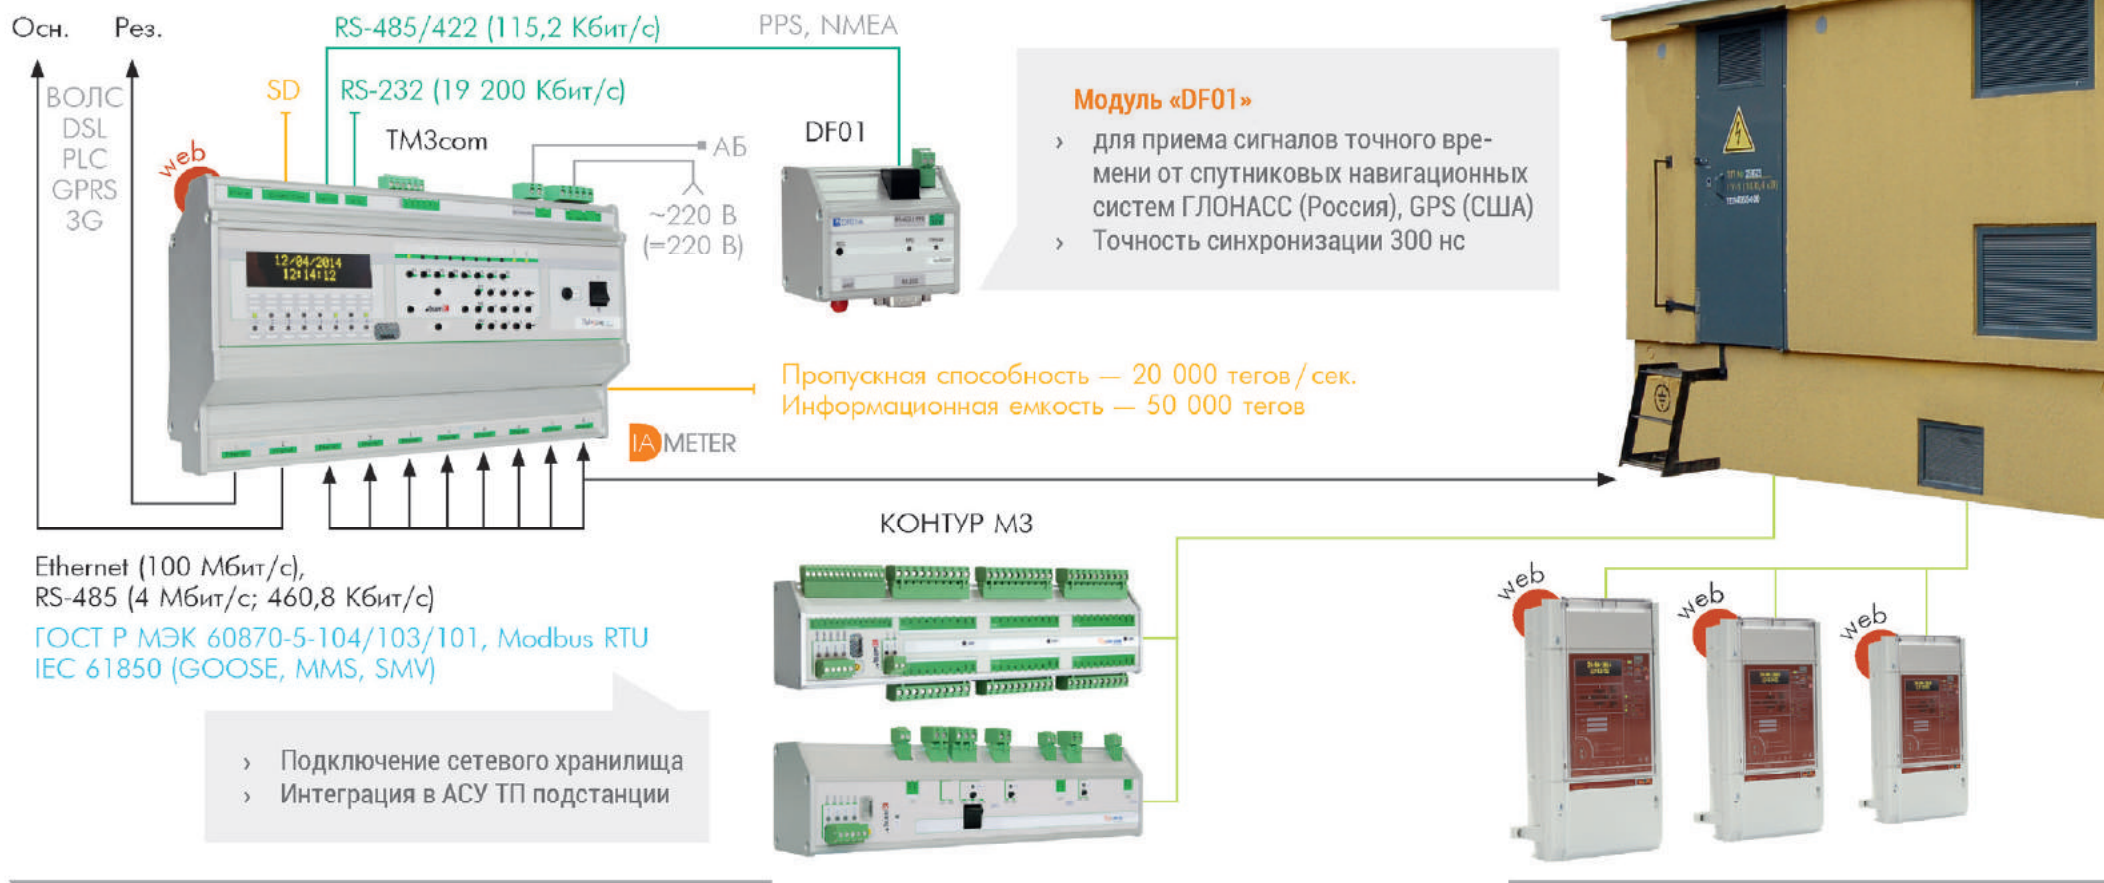 Осн.
Рез.
RS-485/422 (115,2 Кбит/с)
PPS, NMEA
ВОЛС
DSL
PLC
GPRS
3G
SD
RS-232 (19 200 Кбит/с)
web
TM3com
АБ
~220 В
(=220 В)
12/04/2014
12:14:12
DF01
Модуль «DF01»
› для приема сигналов точного вре-
мени от спутниковых навигационных
систем ГЛОНАСС (Россия), GPS (США)
› Точность синхронизации 300 нс
Пропускная способность — 20 000 тегов/сек.
Информационная емкость — 50 000 тегов
IA METER
Ethernet (100 Мбит/с),
RS-485 (4 Мбит/с; 460,8 Кбит/с)
ГОСТ Р МЭК 60870-5-104/103/101, Modbus RTU
IEC 61850 (GOOSE, MMS, SMV)
› Подключение сетевого хранилища
› Интеграция в АСУ ТП подстанции
КОНТУР М3
web
web
web